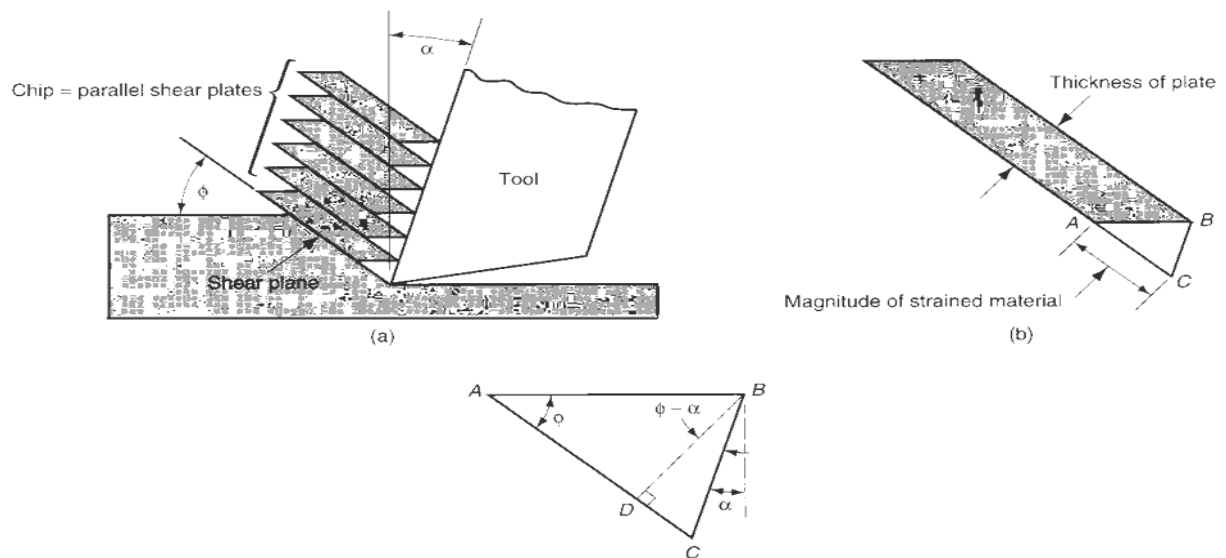 α
Chip = parallel shear plates
ϕ
Tool
Shear plane
(a)
Thickness of plate
A
B
C
Magnitude of strained material
(b)
A
B
ϕ
ϕ – α
α
D
C